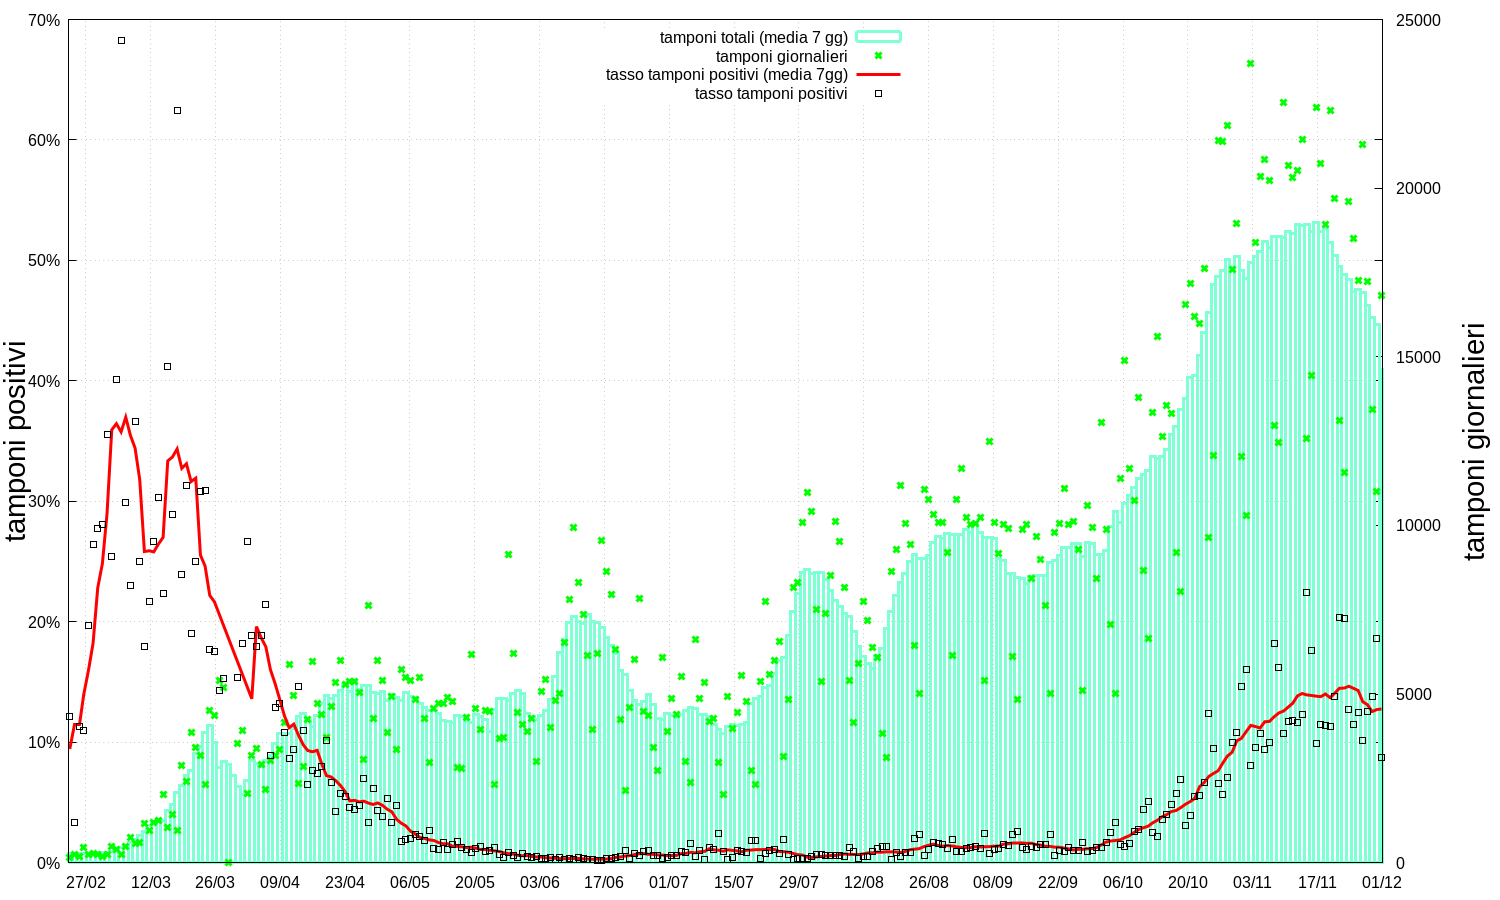 tamponi totali (media 7 gg)
tamponi giornalieri
tasso tamponi positivi (media 7gg)
tasso tamponi positivi
70%
60%
50%
40%
30%
20%
10%
0%
tamponi positivi
25000
20000
15000
10000
5000
0
tamponi giornalieri
27/02 12/03 26/03 09/04 23/04 06/05 20/05 03/06 17/06 01/07 15/07 29/07 12/08 26/08 08/09 22/09 06/10 20/10 03/11 17/11 01/12